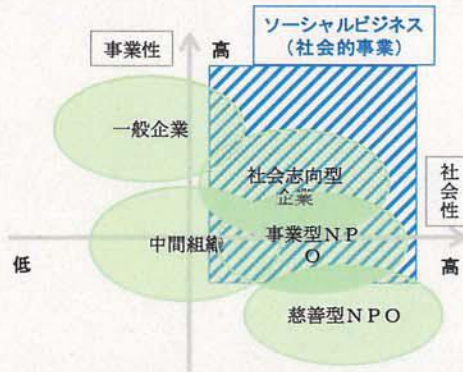 ソーシャルビジネス
(社会的事業)
事業性
高
一般企業
社会志向型
企業
社
会
性
中間組織
事業型NP
O
低
高
慈善型NPO